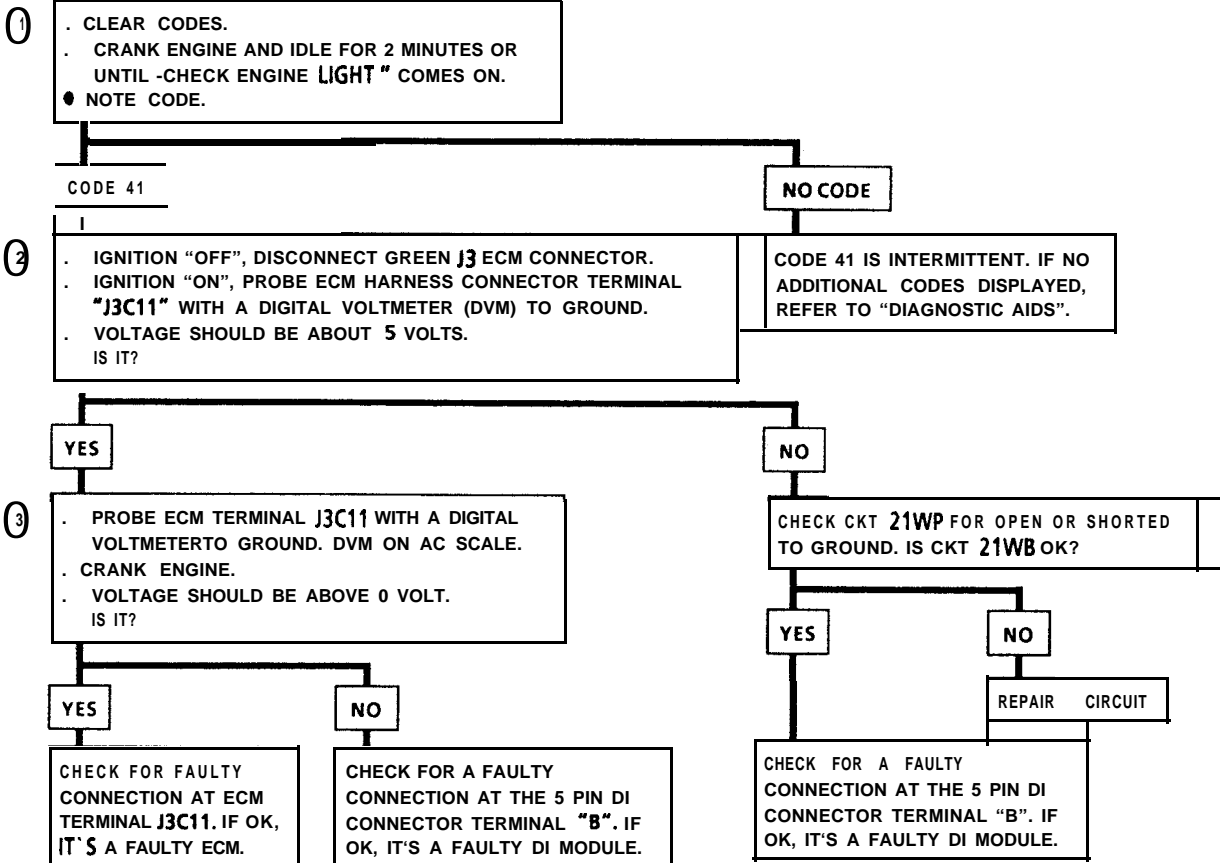 1
. CLEAR CODES.
. CRANK ENGINE AND IDLE FOR 2 MINUTES OR
UNTIL -CHECK ENGINE LIGHT" COMES ON.
● NOTE CODE.
CODE 41
NO CODE
2
. IGNITION “OFF”, DISCONNECT GREEN J3 ECM CONNECTOR.
. IGNITION “ON”, PROBE ECM HARNESS CONNECTOR TERMINAL
"J3C11" WITH A DIGITAL VOLTMETER (DVM) TO GROUND.
. VOLTAGE SHOULD BE ABOUT 5 VOLTS.
IS IT?
CODE 41 IS INTERMITTENT. IF NO
ADDITIONAL CODES DISPLAYED,
REFER TO “DIAGNOSTIC AIDS”.
YES
NO
3
. PROBE ECM TERMINAL J3C11 WITH A DIGITAL
VOLTMETERTO GROUND. DVM ON AC SCALE.
. CRANK ENGINE.
. VOLTAGE SHOULD BE ABOVE 0 VOLT.
IS IT?
CHECK CKT 21WP FOR OPEN OR SHORTED
TO GROUND. IS CKT 21WB OK?
YES
NO
YES
NO
REPAIR CIRCUIT
CHECK FOR FAULTY
CONNECTION AT ECM
TERMINAL J3C11. IF OK,
IT`S A FAULTY ECM.
CHECK FOR A FAULTY
CONNECTION AT THE 5 PIN DI
CONNECTOR TERMINAL "B". IF
OK, IT'S A FAULTY DI MODULE.
CHECK FOR A FAULTY
CONNECTION AT THE 5 PIN DI
CONNECTOR TERMINAL “B”. IF
OK, IT‘S A FAULTY DI MODULE.